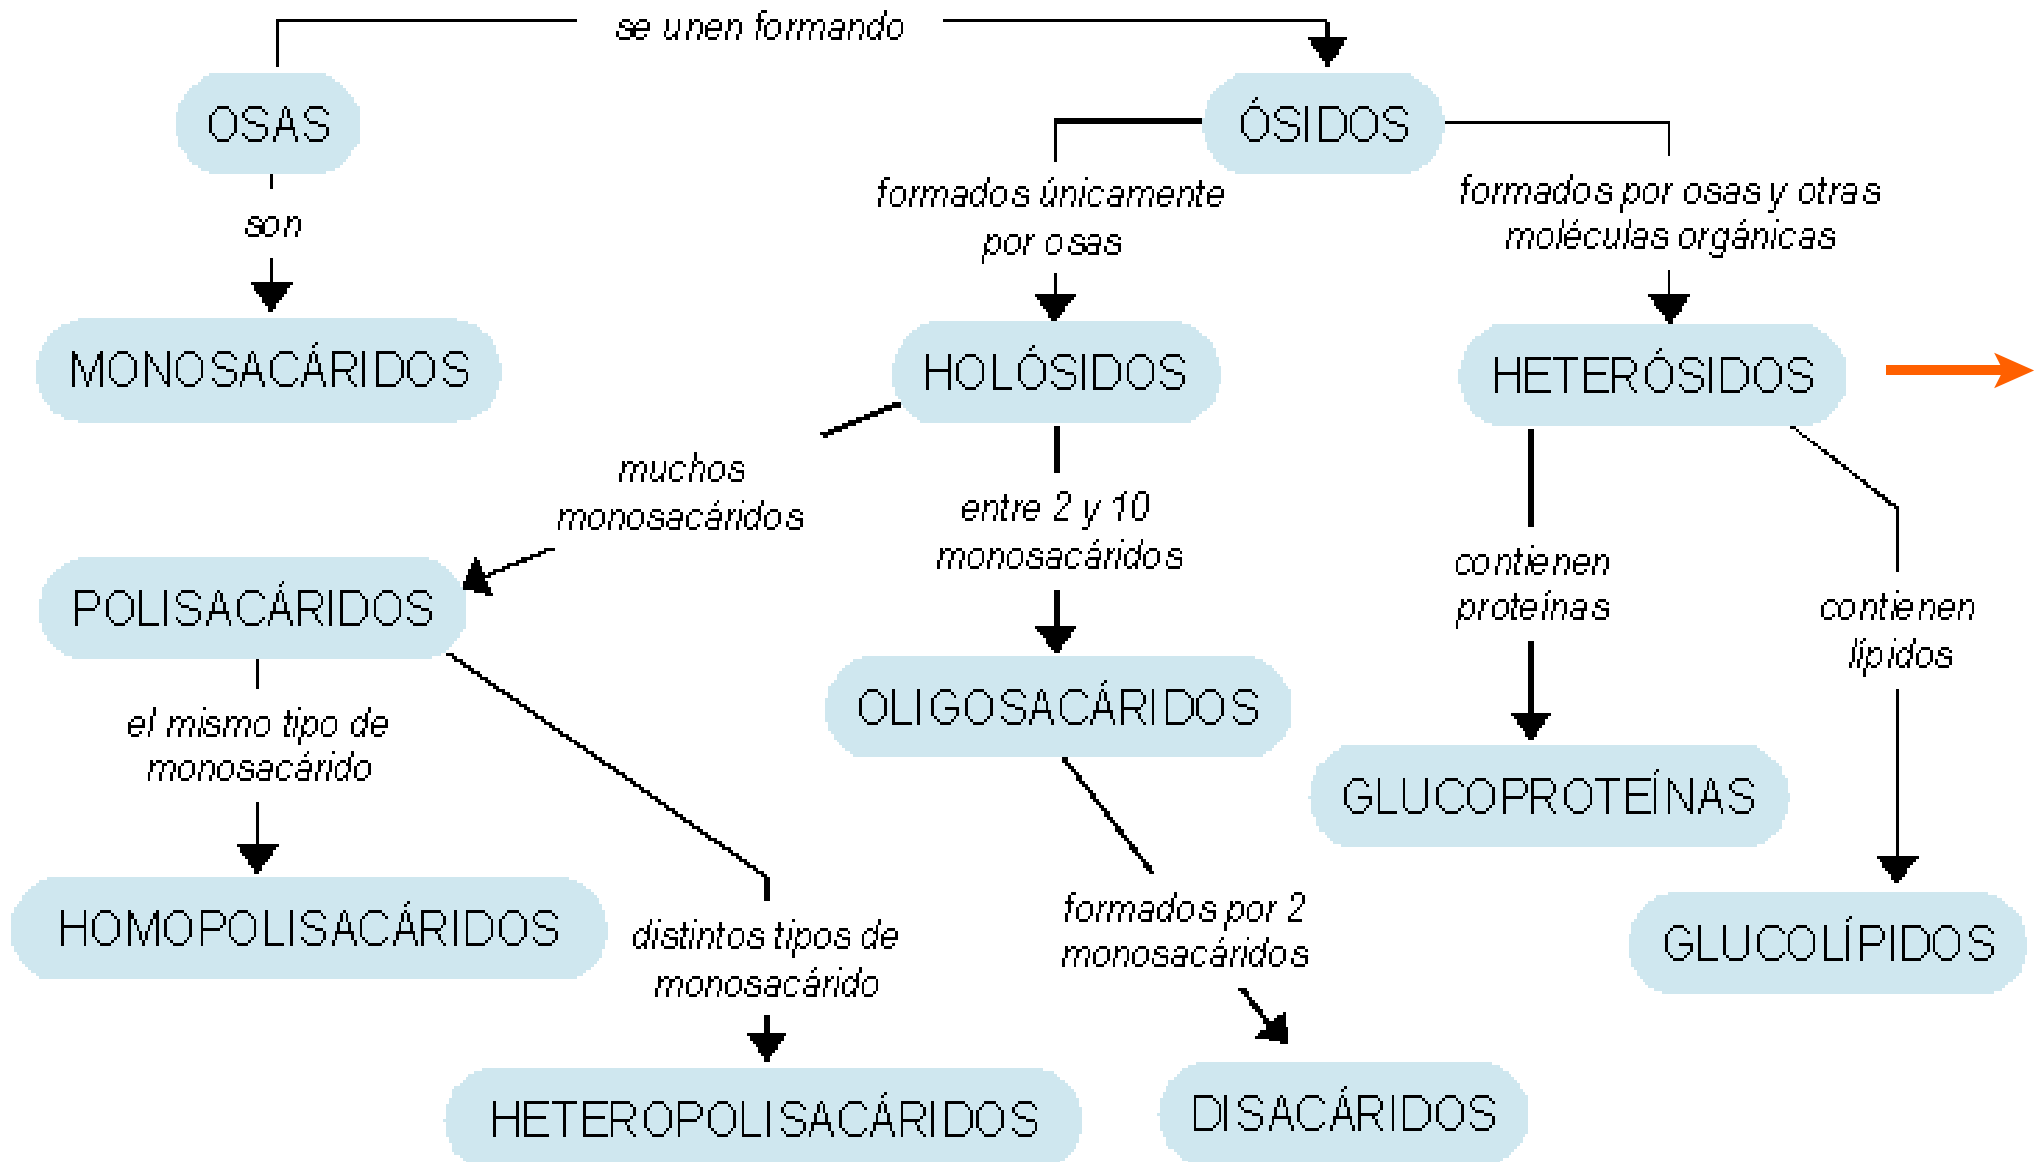 se unen formando
OSAS
ÓSIDOS
son
formados únicamente
por osas
formados por osas y otras
moléculas orgánicas
MONOSACÁRIDOS
HOLÓSIDOS
HETERÓSIDOS
muchos
monosacáridos
entre 2 y 10
monosacáridos
contienen
proteínas
contienen
lípidos
POLISACÁRIDOS
OLIGOSACÁRIDOS
el mismo tipo de
monosacárido
GLUCOPROTEÍNAS
HOMOPOLISACÁRIDOS
distintos tipos de
monosacárido
formados por 2
monosacáridos
GLUCOLÍPIDOS
HETEROPOLISACÁRIDOS
DISACÁRIDOS